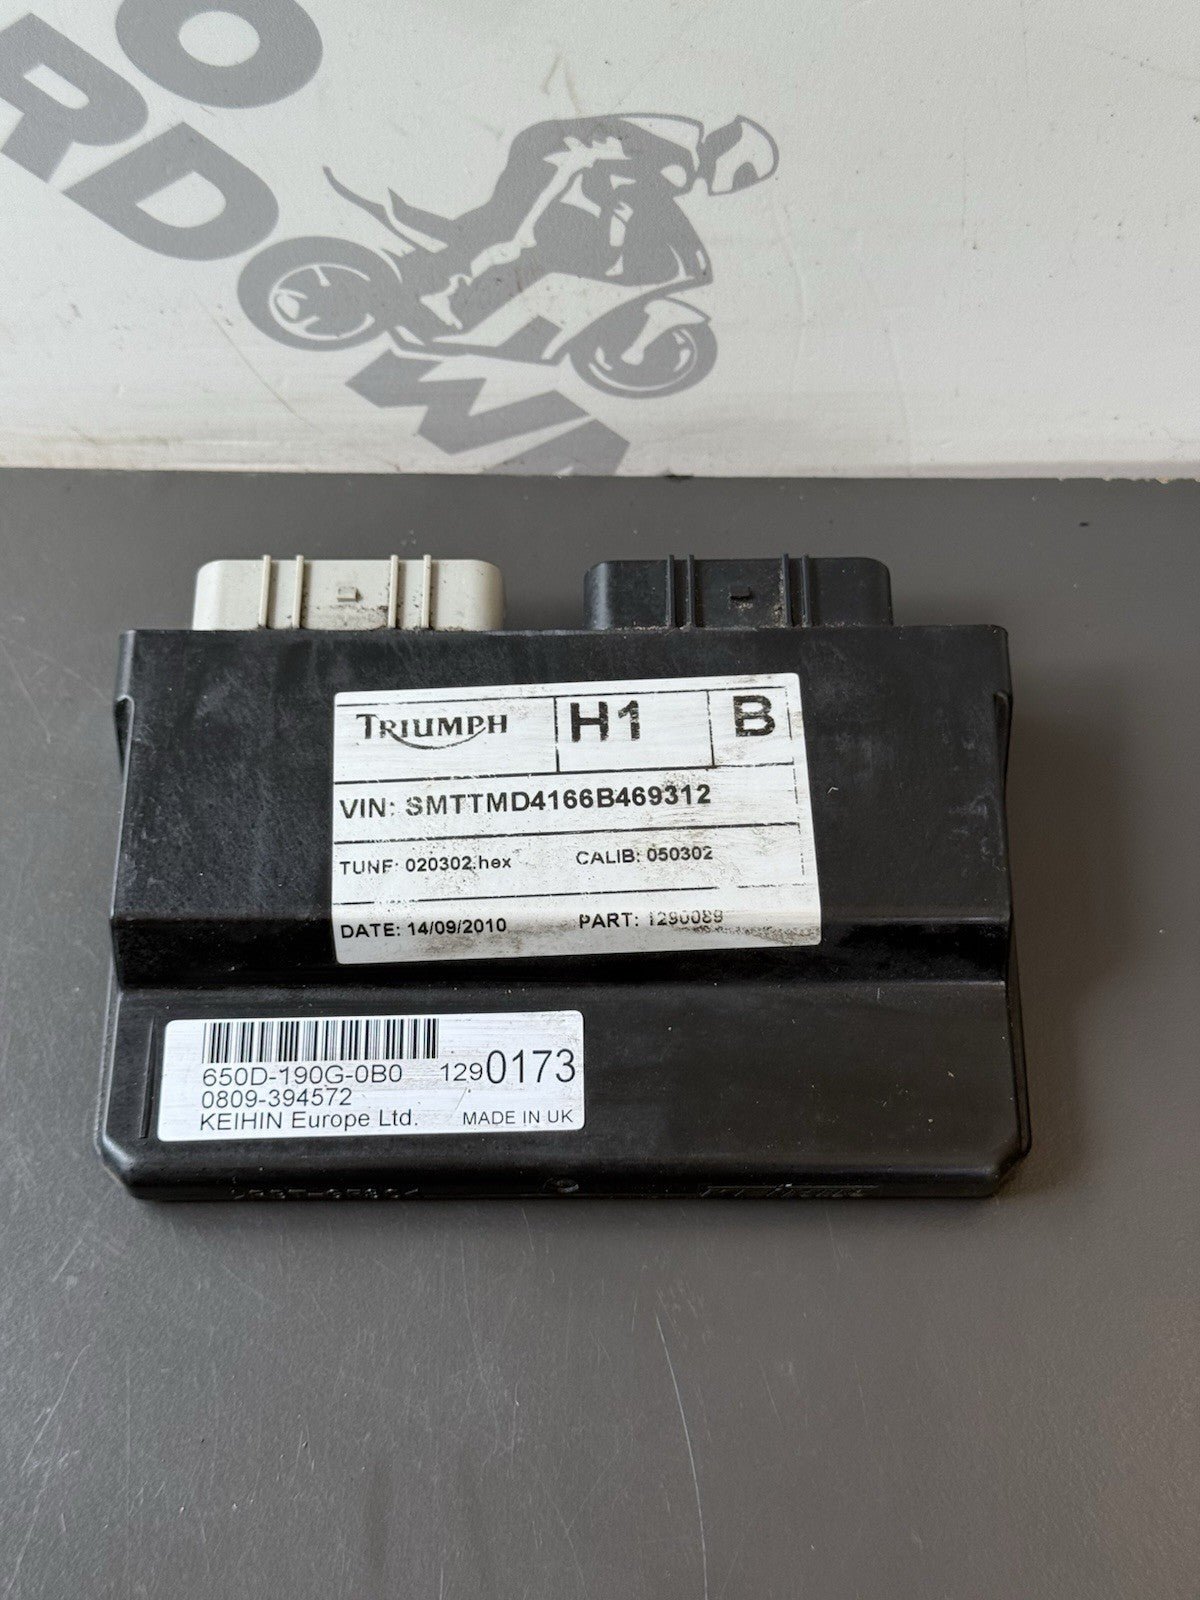 O
RDOWN
TRIUMPH H1 B
VIN: SMTTMD4166B469312
TUNE: 020302.hex CALIB: 050302
DATE: 14/09/2010 PART: 1290089
650D-190G-0B0 1290173
0809-394572
KEIHIN Europe Ltd. MADE IN UK